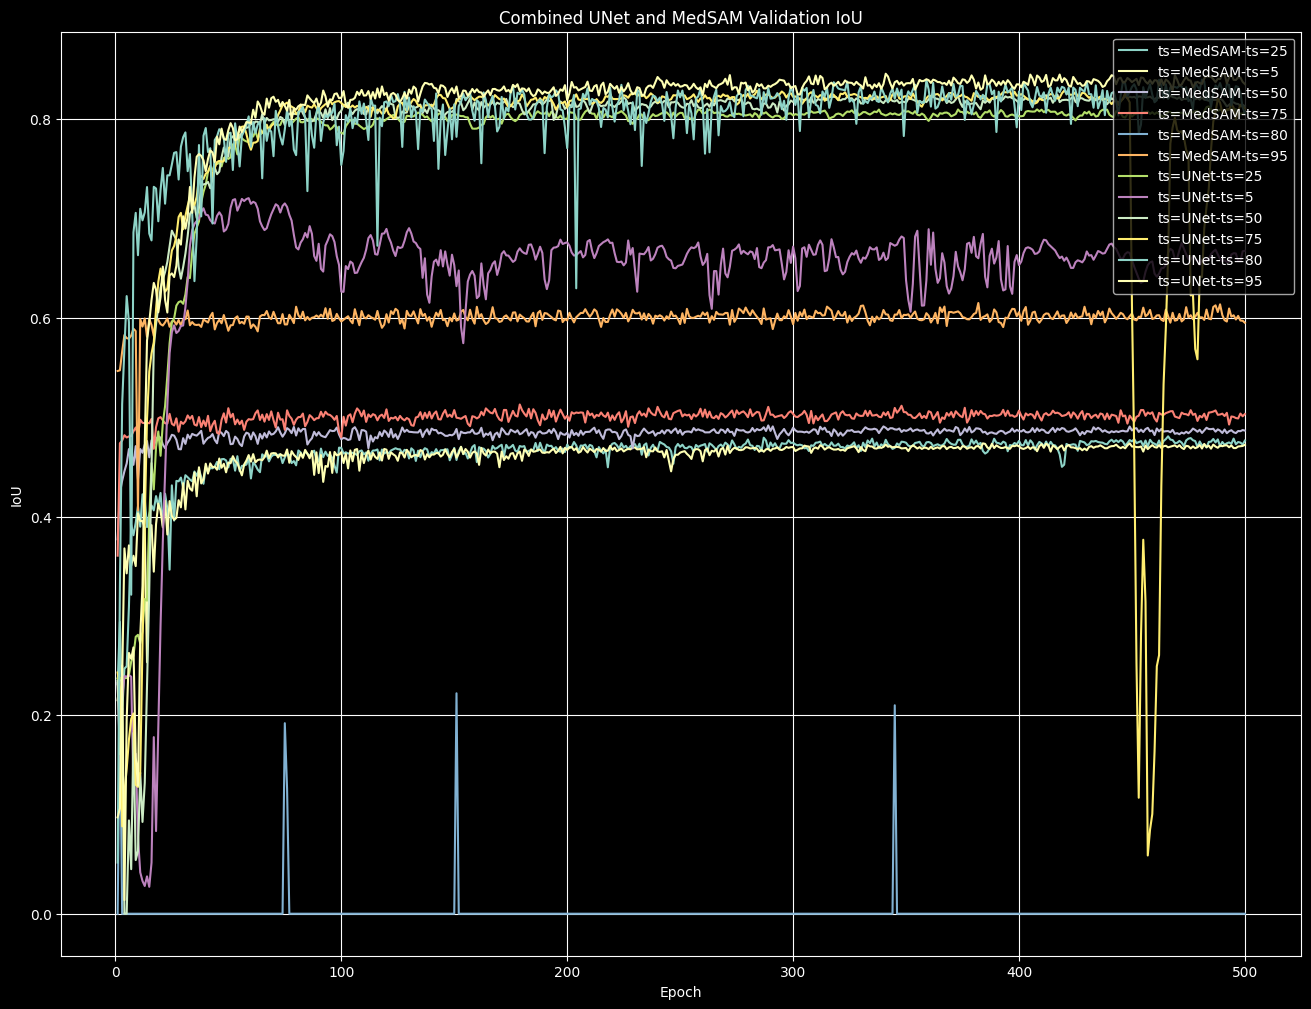 Combined UNet and MedSAM Validation IoU
ts=MedSAM-ts=25
ts=MedSAM-ts=5
ts=MedSAM-ts=50
ts=MedSAM-ts=75
ts=MedSAM-ts=80
ts=MedSAM-ts=95
ts=UNet-ts=25
ts=UNet-ts=5
ts=UNet-ts=50
ts=UNet-ts=75
ts=UNet-ts=80
ts=UNet-ts=95
0.8
0.6
0.4
0.2
0.0
IoU
0 100 200 300 400 500
Epoch